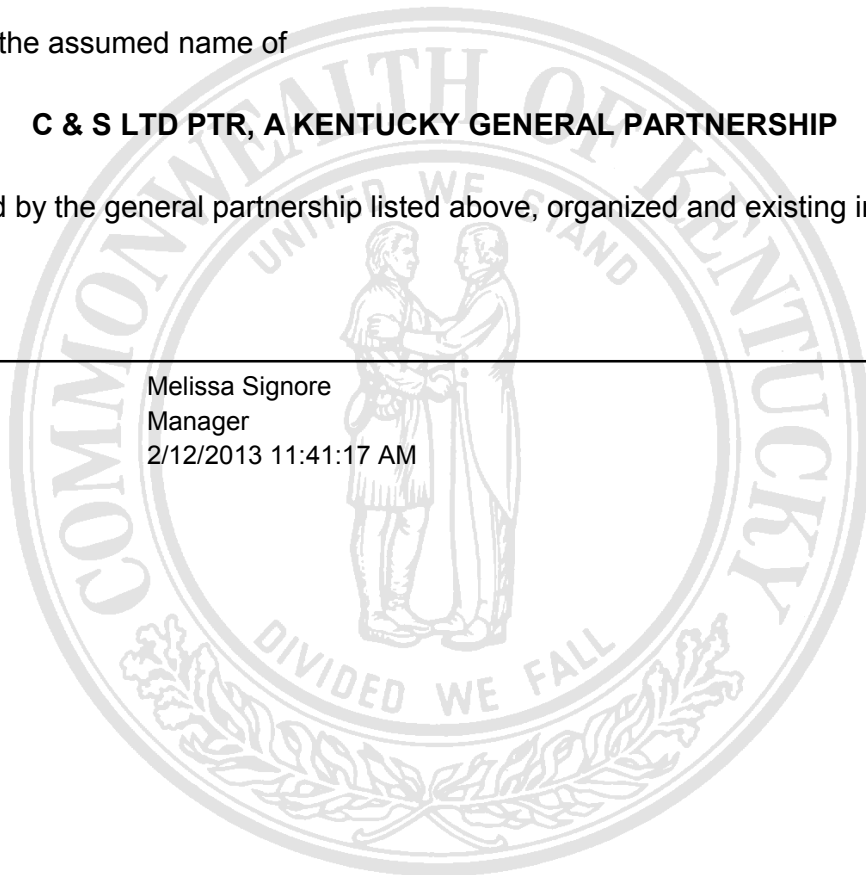 the assumed name of
C & S LTD PTR, A KENTUCKY GENERAL PARTNERSHIP
by the general partnership listed above, organized and existing
Melissa Signore
Manager
2/12/2013 11:41:17 AM
COMMONWEALTH OF KENTUCKY
UNITED WE STAND
DIVIDED WE FALL